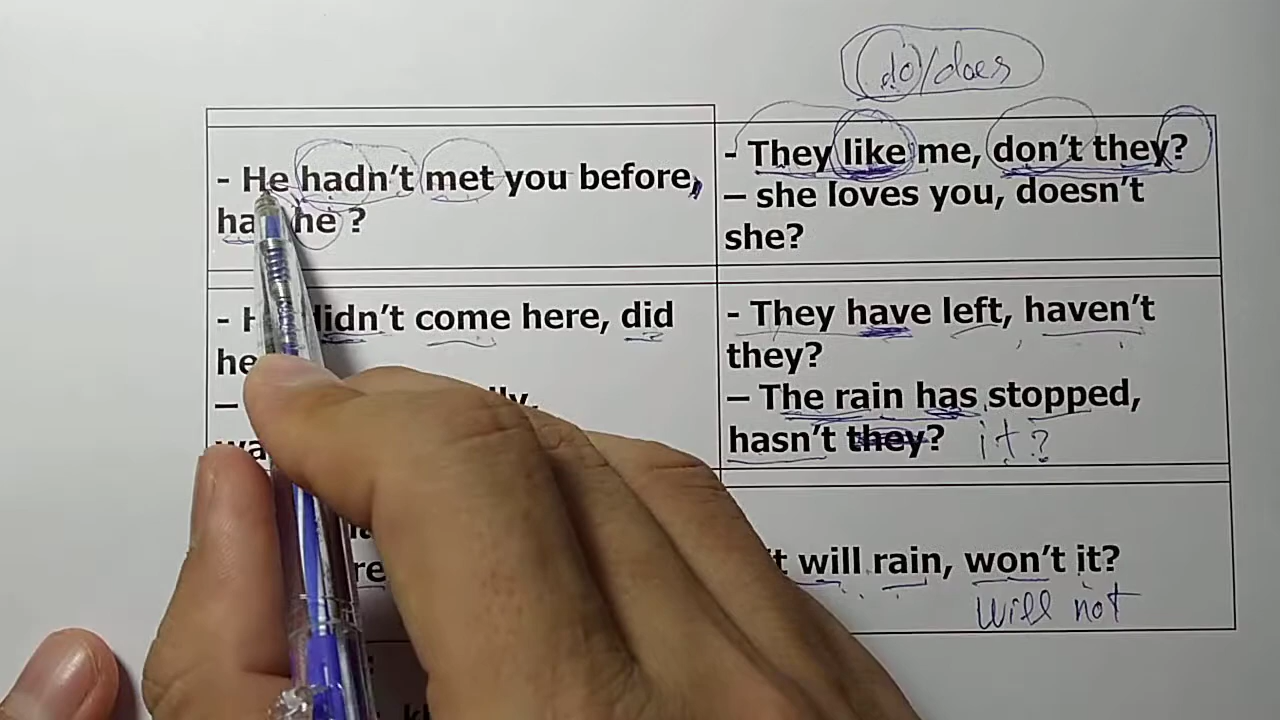 do/does
- He hadn't met you before,
he ?
- They like me, don't they?
– she loves you, doesn't
she?
didn't come here, did
he
- They have left, haven't
they?
– The rain has stopped,
hasn't they? it?
will rain, won't it?
will not